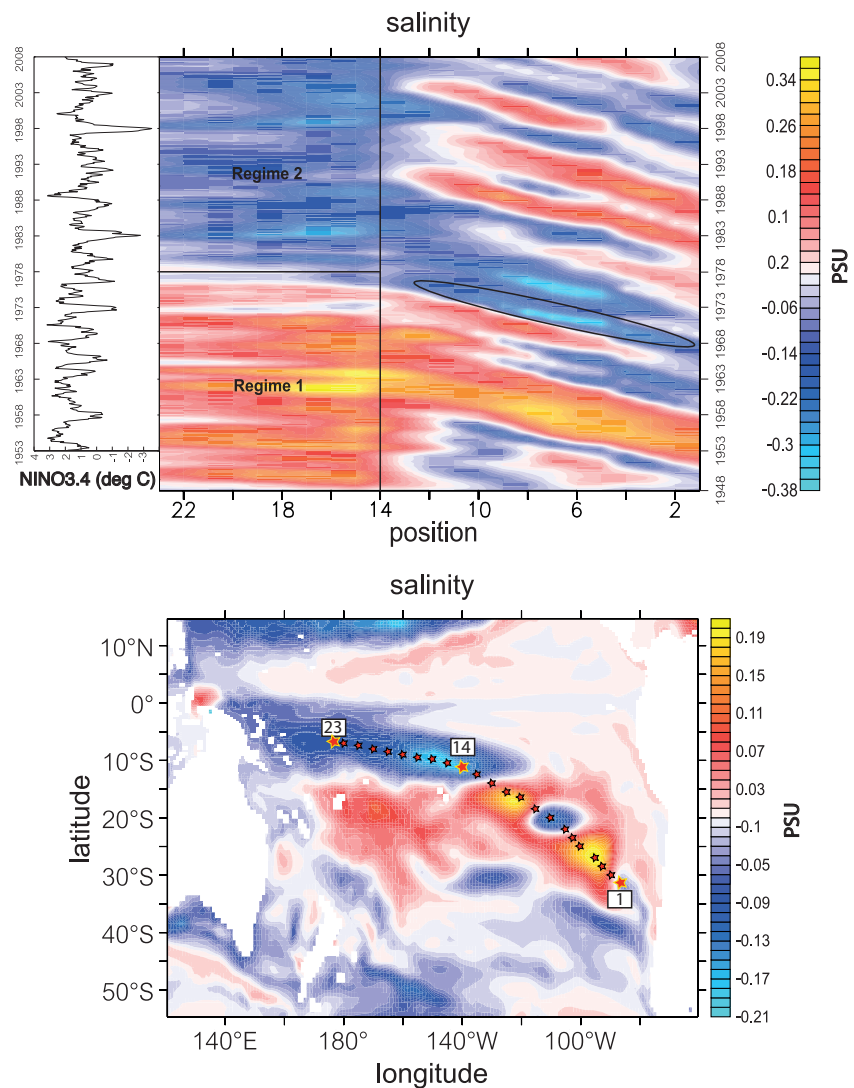 salinity
2008
2003
1998
1993
1988
1983
1978
1973
1968
1963
1958
1953
4 3 2 1 0 -1 -2 -3
NINO3.4 (deg C)
Regime 2
Regime 1
22 18 14 10 6 2
position
2008
2003
1998
1993
1988
1983
1978
1973
1968
1963
1958
1953
1948
0.34
0.26
0.18
0.1
0.2
-0.06
-0.14
-0.22
-0.3
-0.38
PSU
salinity
10°N
0°
10°S
20°S
30°S
40°S
50°S
latitude
23
14
1
140°E 180° 140°W 100°W
longitude
0.19
0.15
0.11
0.07
0.03
-0.1
-0.05
-0.09
-0.13
-0.17
-0.21
PSU